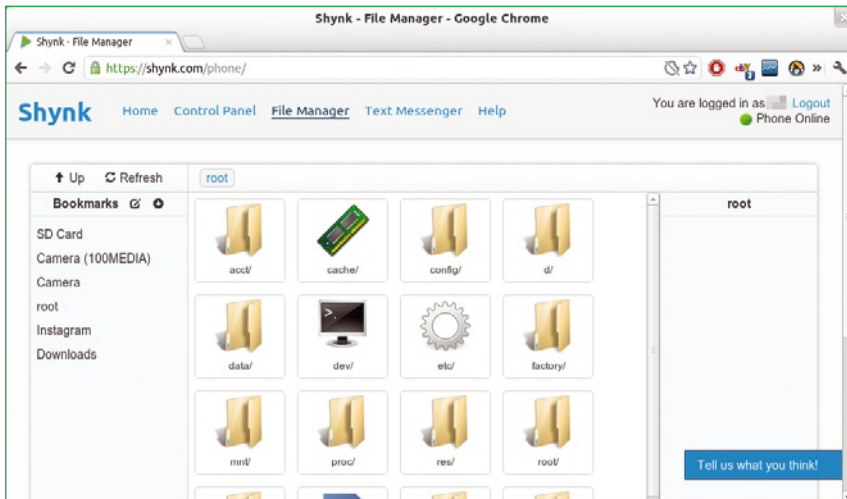 Shynk - File Manager - Google Chrome
Shynk - File Manager
https://shynk.com/phone/
Shynk Home Control Panel File Manager Text Messenger Help
You are logged in as Logout
Phone Online
Up Refresh root
Bookmarks root
SD Card
Camera (100MEDIA)
Camera
root
Instagram
Downloads
acct/ cache/ config/ d/
data/ dev/ etc/ factory/
mnt/ proc/ res/ root/
Tell us what you think!